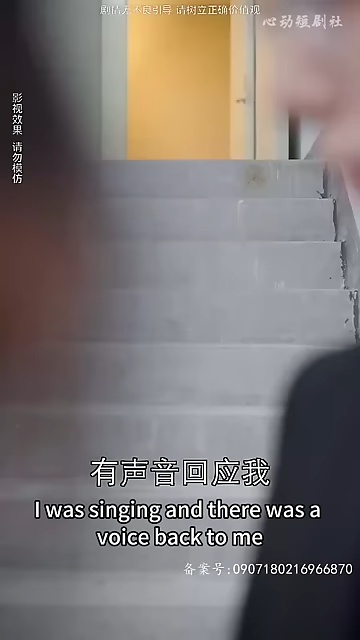 剧情无不良引导 请树立正确价值观
心动短剧社
影视效果 请勿模仿
有声音回应我
I was singing and there was a
voice back to me
备案号:0907180216966870